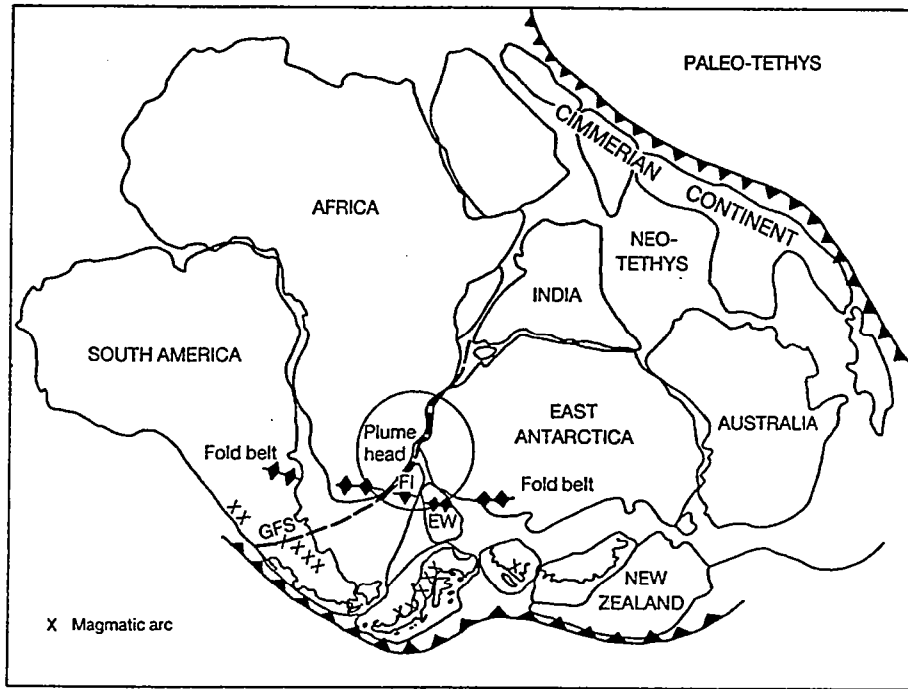 PALEO-TETHYS
CIMMERIAN
CONTINENT
AFRICA
NEO-
TETHYS
INDIA
SOUTH AMERICA
EAST
ANTARCTICA
AUSTRALIA
Plume
head
Fold belt
FI
Fold belt
EW
GFS
NEW
ZEALAND
X Magmatic arc